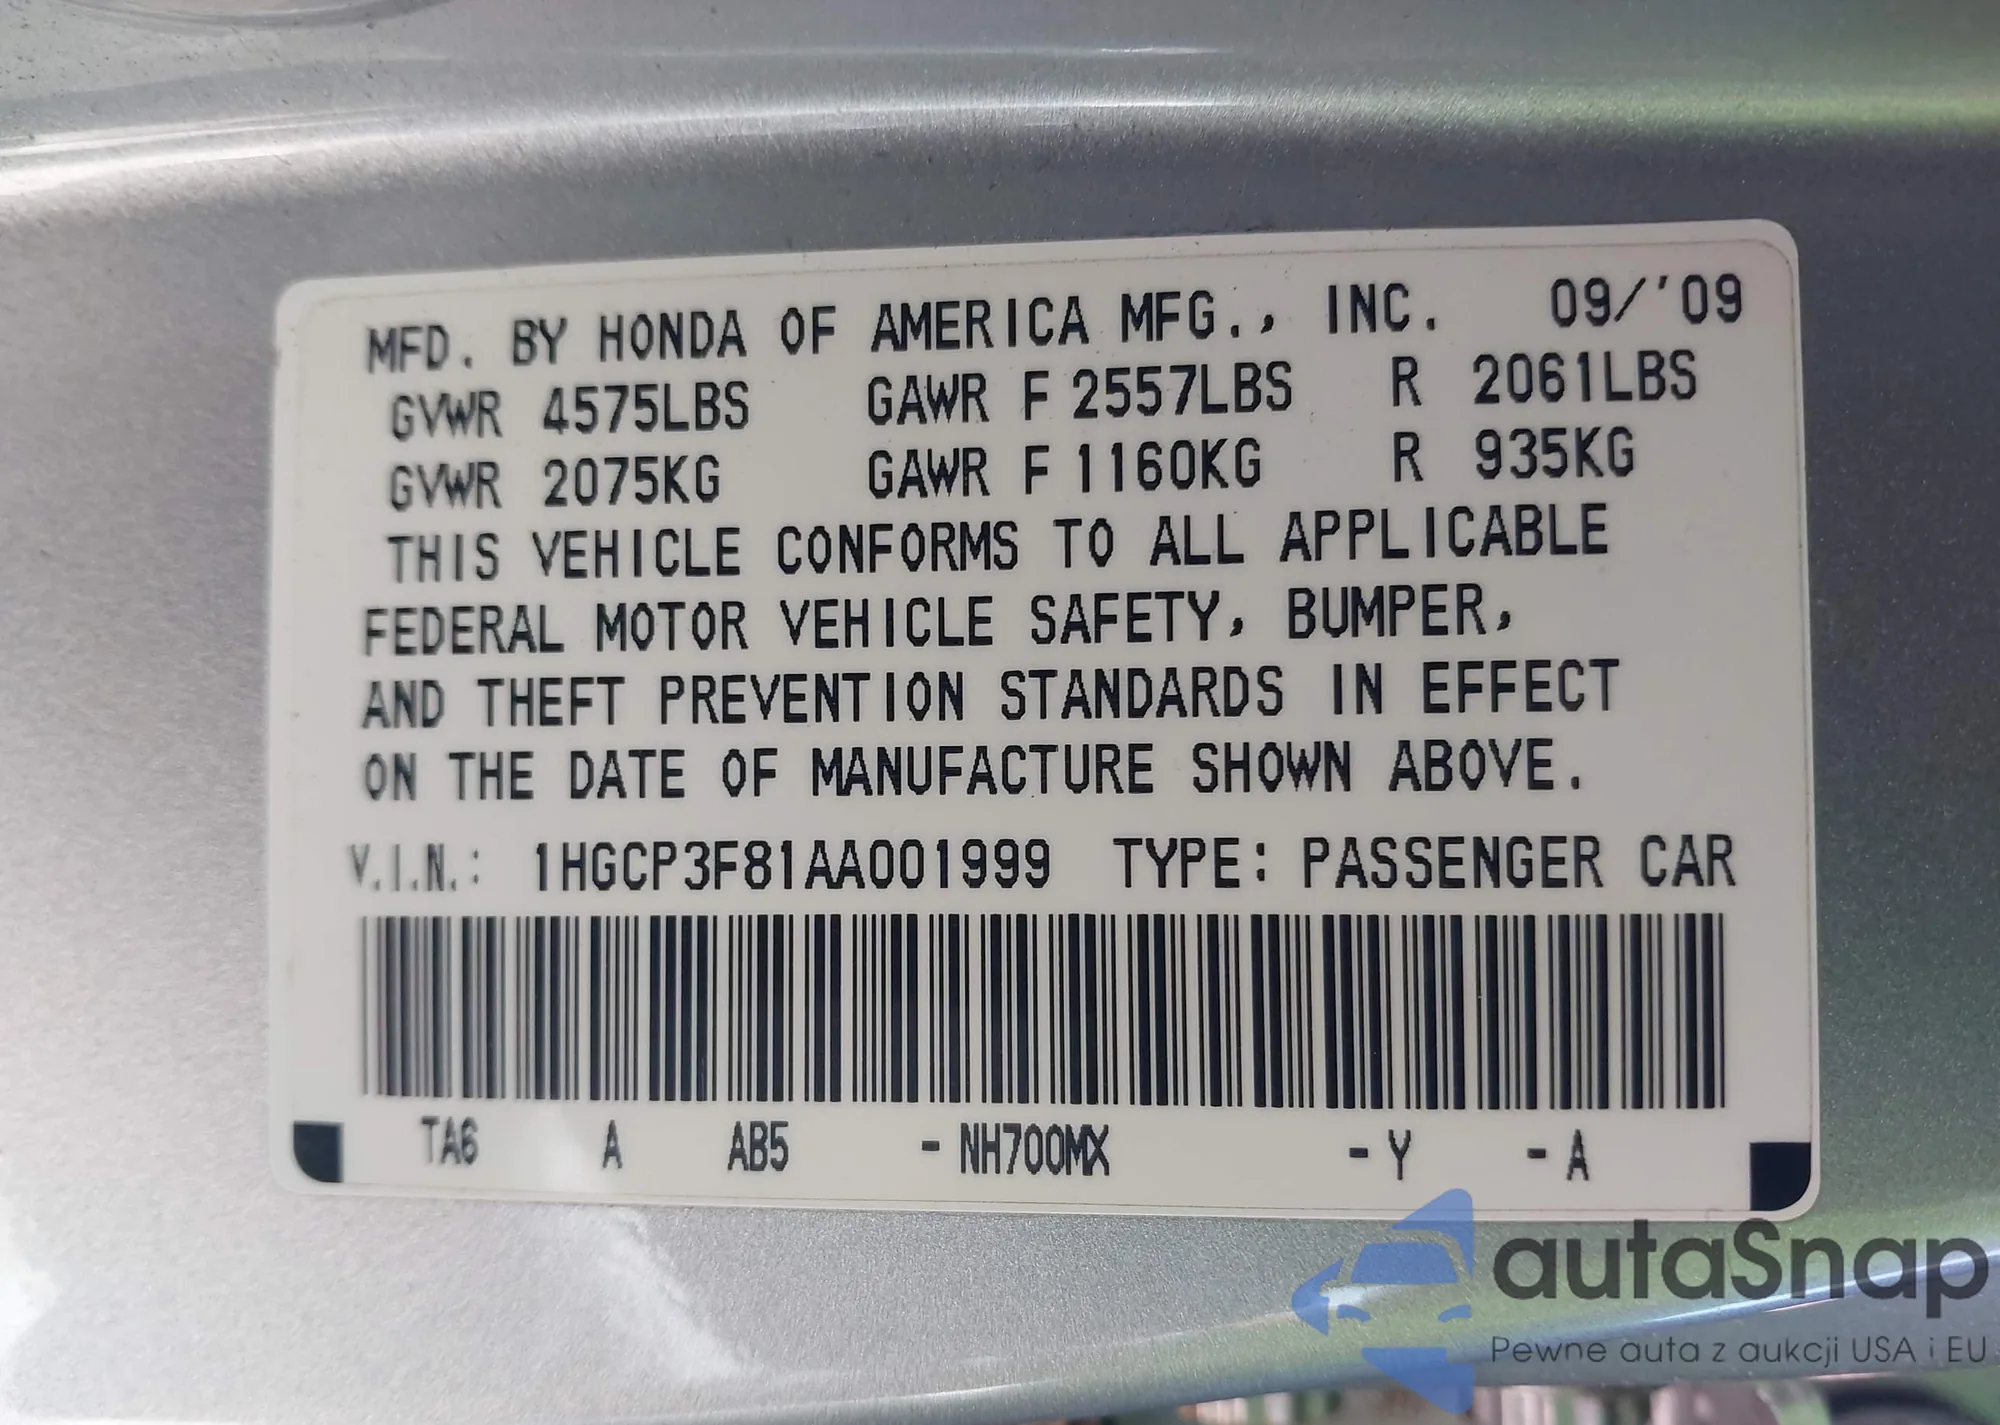 MFD. BY HONDA OF AMERICA MFG., INC. 09/'09
GVWR 4575LBS GAWR F 2557LBS R 2061LBS
GVWR 2075KG GAWR F 1160KG R 935KG
THIS VEHICLE CONFORMS TO ALL APPLICABLE
FEDERAL MOTOR VEHICLE SAFETY, BUMPER,
AND THEFT PREVENTION STANDARDS IN EFFECT
ON THE DATE OF MANUFACTURE SHOWN ABOVE.
V.I.N.: 1HGCP3F81AA001999 TYPE: PASSENGER CAR
TA6 A AB5 - NH700MX - Y - A
autaSnap
Pewne auta z aukcji USA i EU